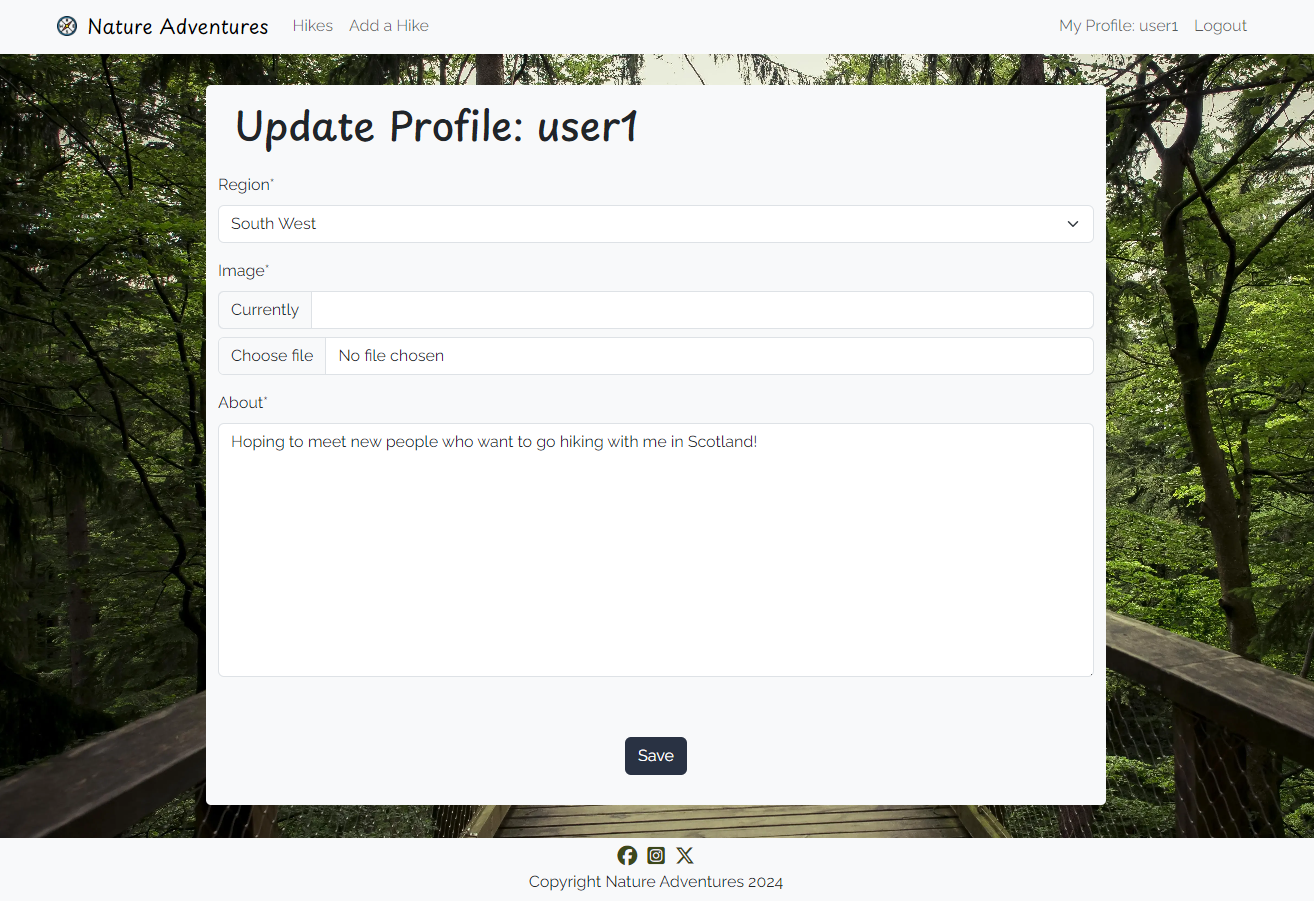 Nature Adventures Hikes Add a Hike My Profile: user1 Logout
Update Profile: user1
Region*
South West
Image*
Currently
Choose file No file chosen
About*
Hoping to meet new people who want to go hiking with me in Scotland!
Save
Copyright Nature Adventures 2024